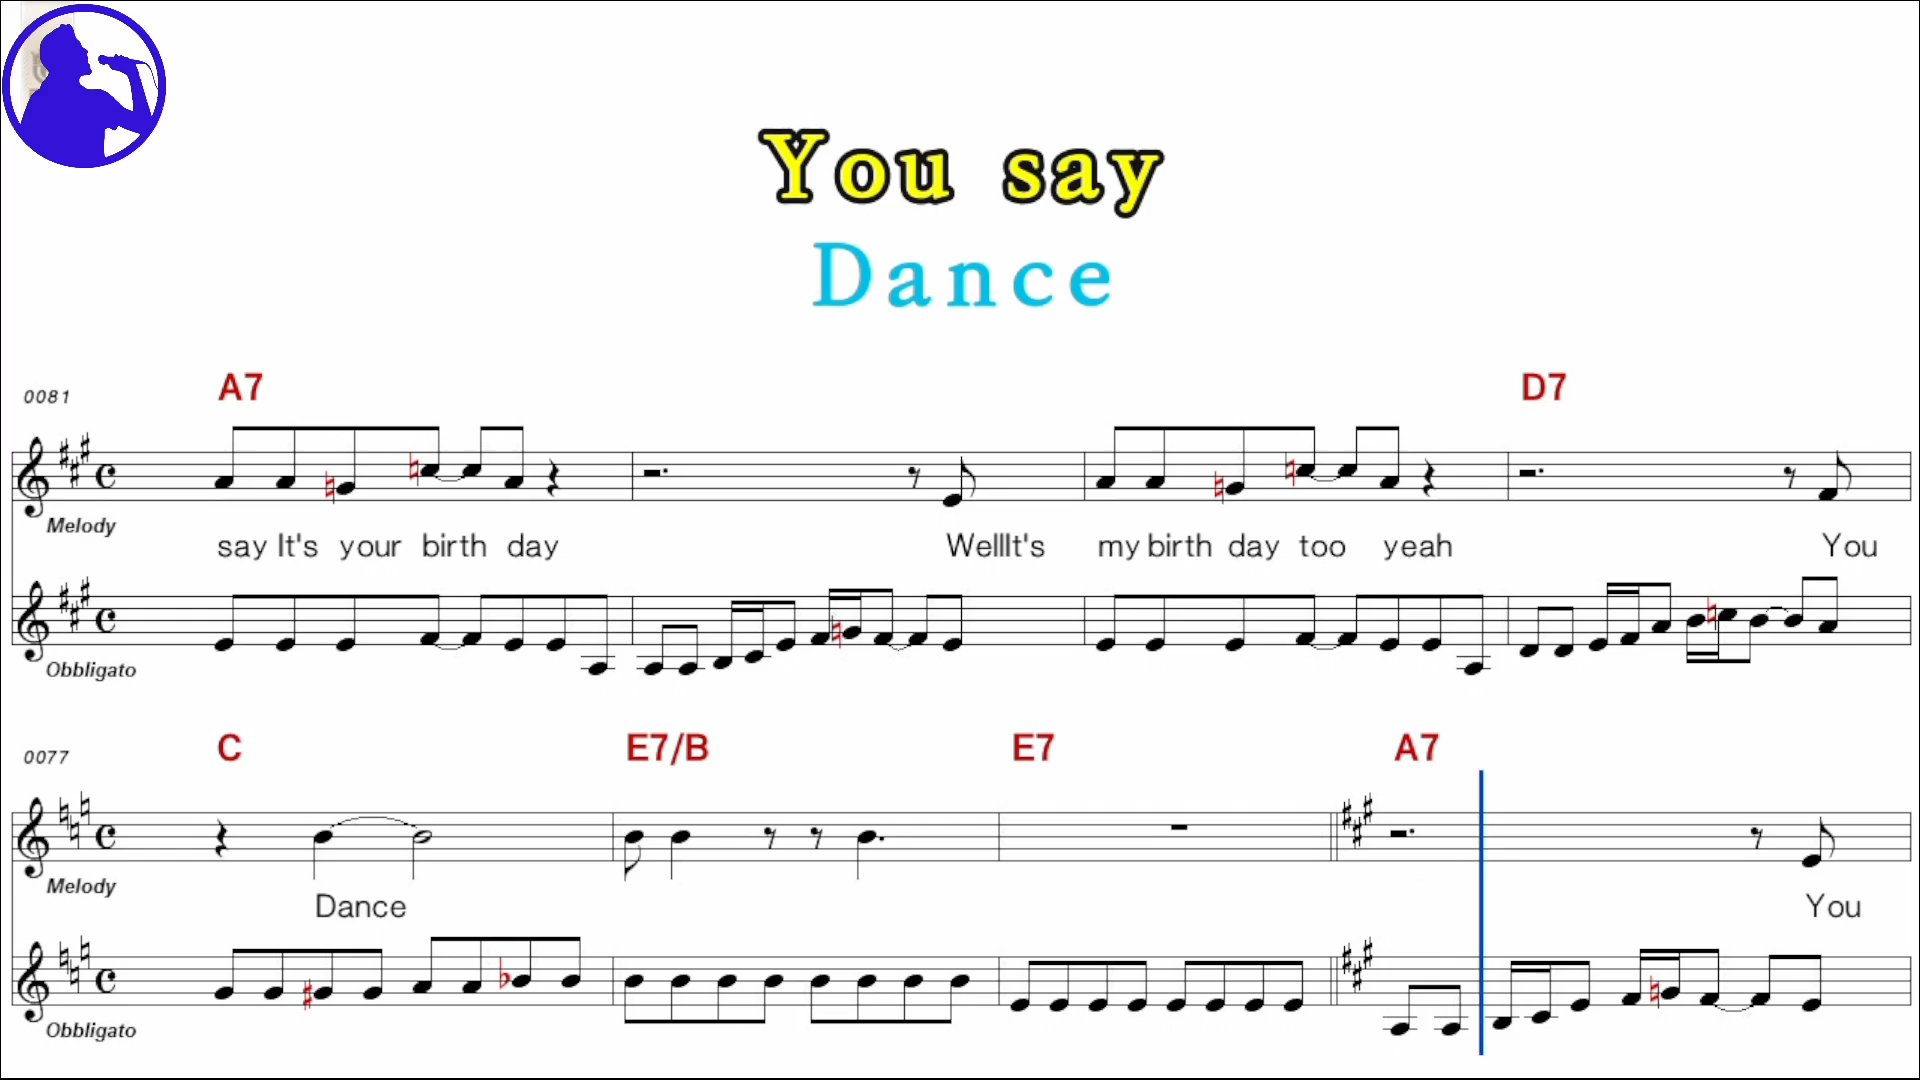 You say
Dance
0081 A7 D7
Melody
say It's your birth day WellIt's my birth day too yeah You
Obbligato
0077 C E7/B E7 A7
Melody
Dance You
Obbligato